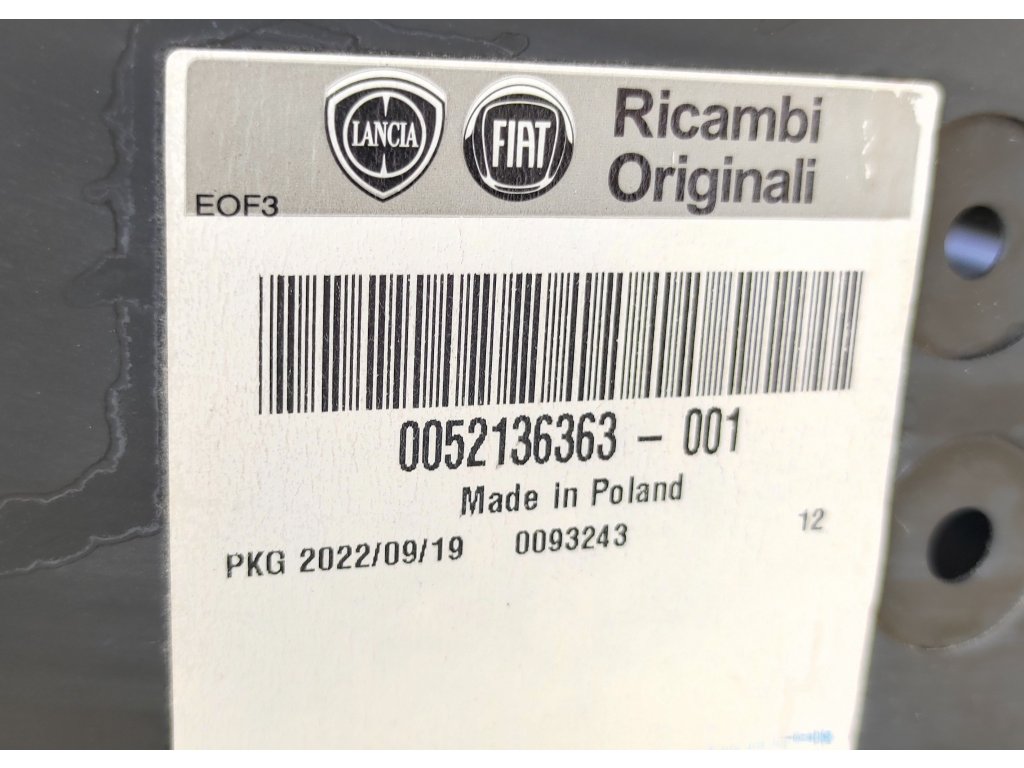 LANCIA
FIAT
Ricambi
Originali
EOF3
0052136363 - 001
Made in Poland
PKG 2022/09/19 0093243 12